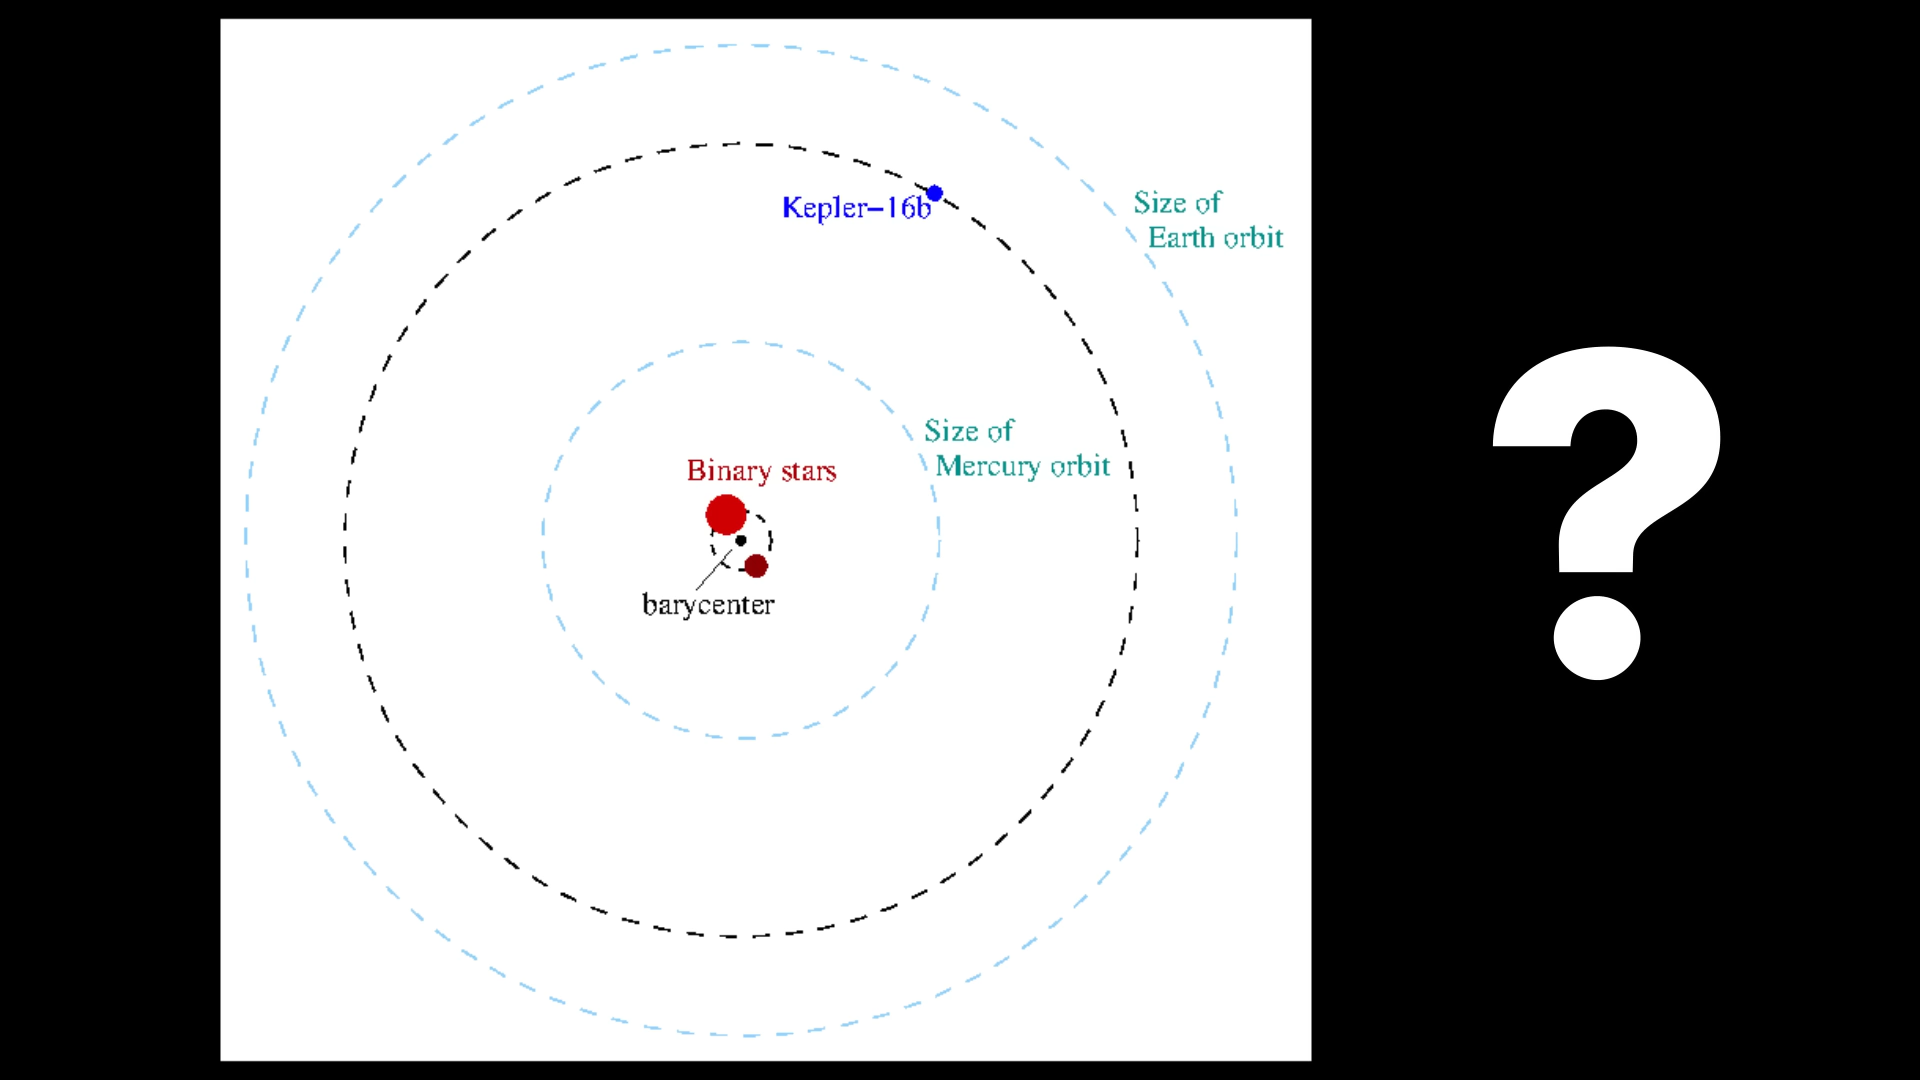 Kepler–16b
Size of
Earth orbit
Size of
Mercury orbit
Binary stars
barycenter
?